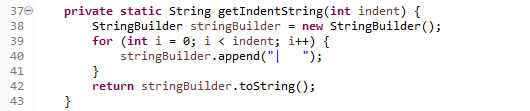 37⊖    private static String getIndentString(int indent) {
38        StringBuilder stringBuilder = new StringBuilder();
39        for (int i = 0; i < indent; i++) {
40            stringBuilder.append("|   ");
41        }
42        return stringBuilder.toString();
43    }